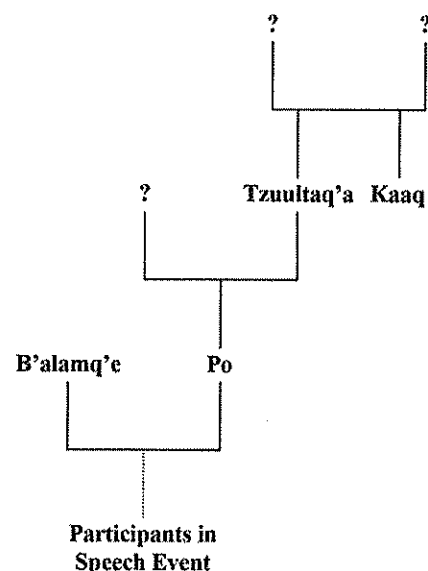 ? ?
? Tzuultaq'a Kaaq
B'alamq'e Po
Participants in
Speech Event